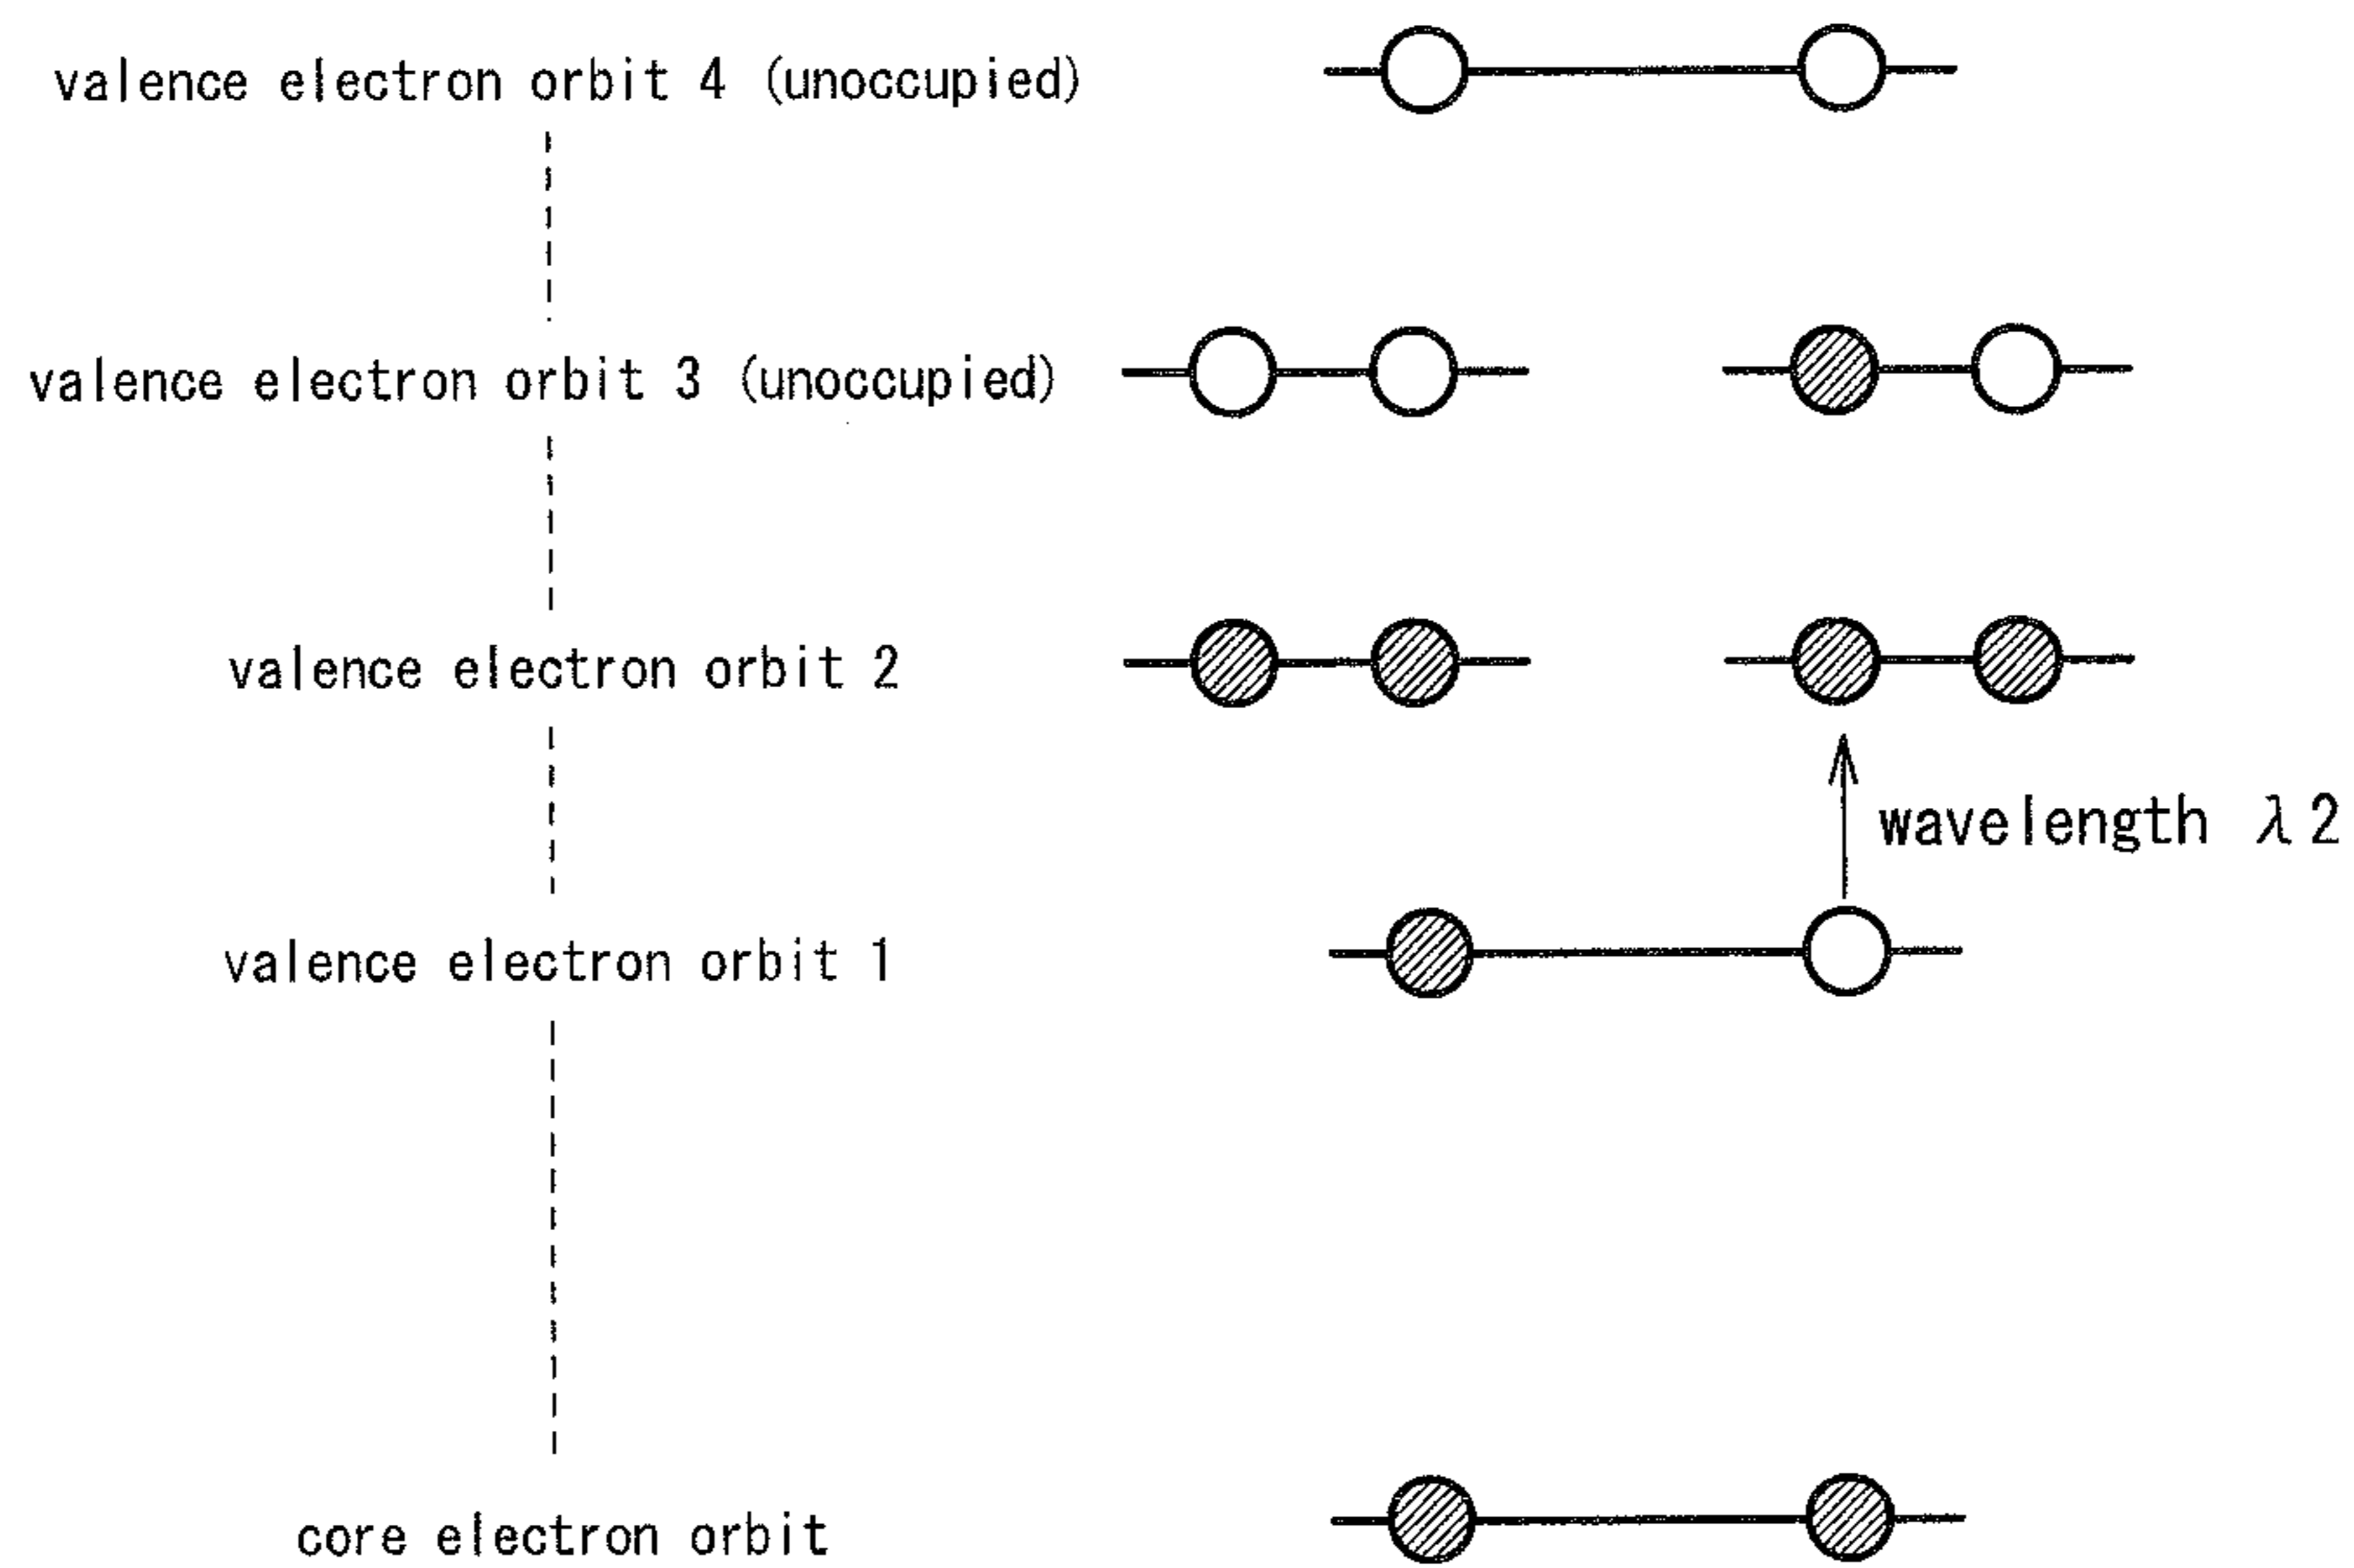 valence electron orbit 4 (unoccupied)
valence electron orbit 3 (unoccupied)
valence electron orbit 2
wavelength λ2
valence electron orbit 1
core electron orbit